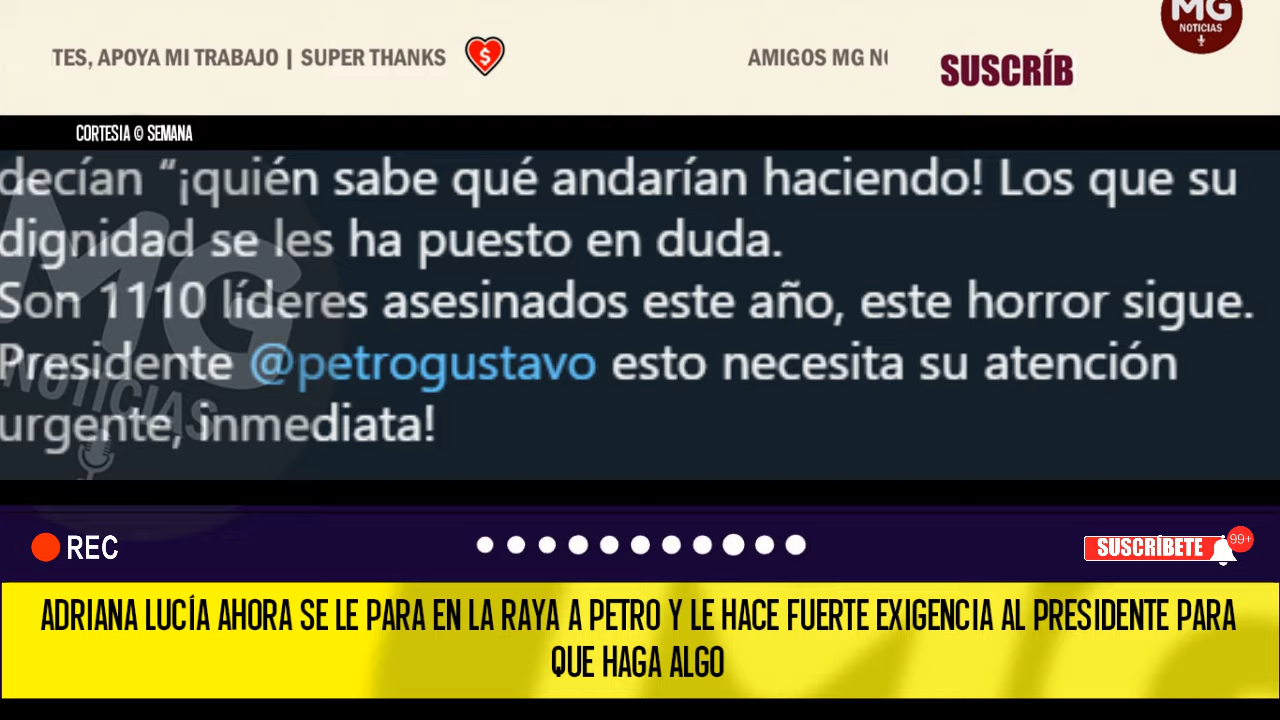 MG
NOTICIAS
TES, APOYA MI TRABAJO | SUPER THANKS
$
AMIGOS MG
SUSCRÍB
CORTESIA © SEMANA
decían “¡quién sabe qué andarían haciendo! Los que su
dignidad se les ha puesto en duda.
Son 1110 líderes asesinados este año, este horror sigue.
Presidente @petrogustavo esto necesita su atención
urgente, inmediata!
MG
NOTICIAS
REC
SUSCRÍBETE
99+
ADRIANA LUCÍA AHORA SE LE PARA EN LA RAYA A PETRO Y LE HACE FUERTE EXIGENCIA AL PRESIDENTE PARA
QUE HAGA ALGO